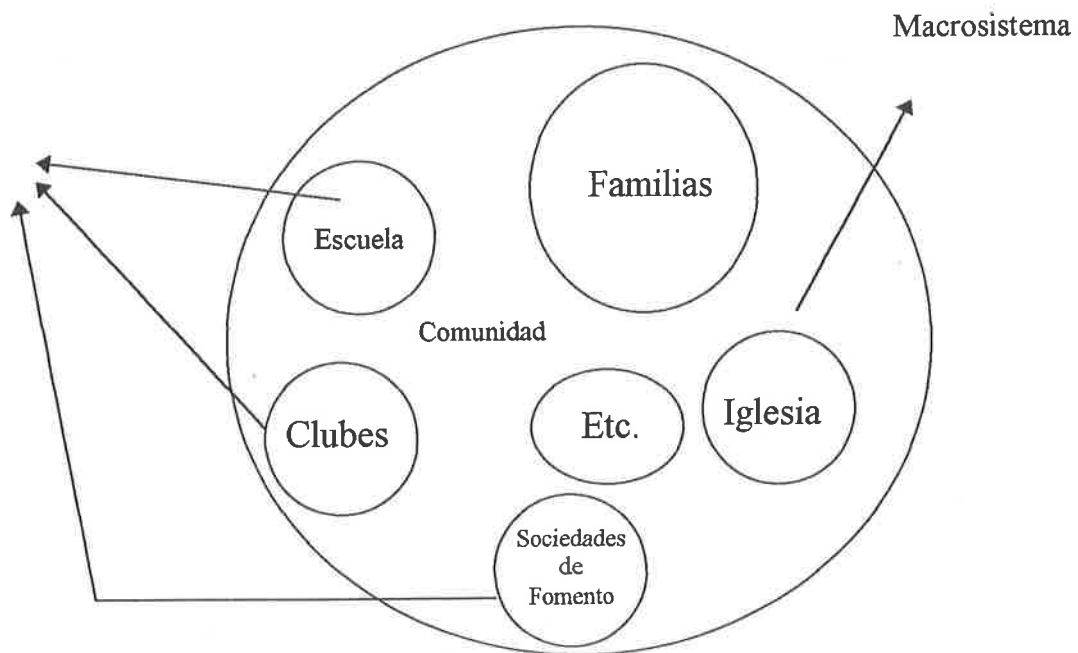 Macrosistema
Familias
Escuela
Comunidad
Clubes
Etc.
Iglesia
Sociedades
de
Fomento